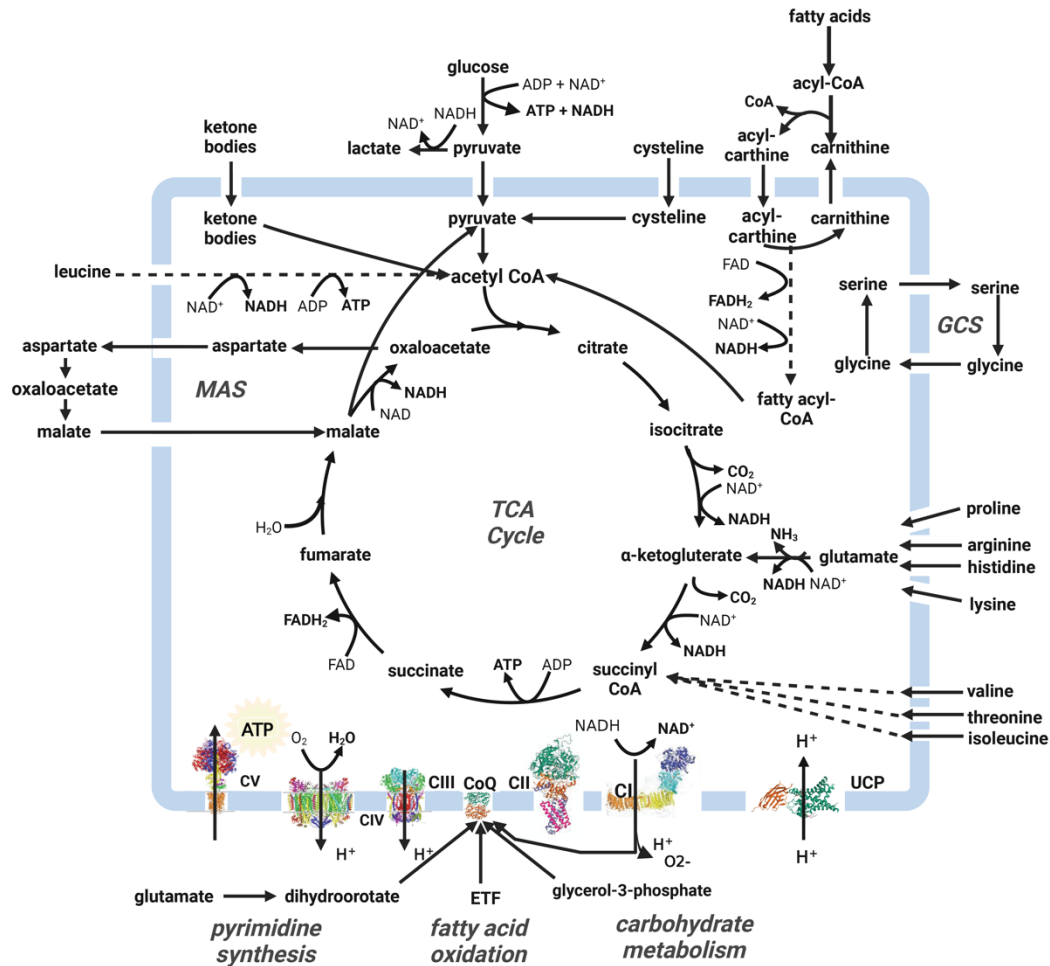 fatty acids
glucose
ADP + NAD⁺
acyl-CoA
ATP + NADH
CoA
NADH
NAD⁺
ketone
bodies
lactate
pyruvate
cysteline
acyl-
carthine
carnithine
ketone
bodies
pyruvate
cysteline
acyl-
carthine
carnithine
leucine
acetyl CoA
FAD
NAD⁺
NADH
ADP
ATP
FADH₂
serine
serine
NAD⁺
GCS
aspartate
aspartate
oxaloacetate
citrate
NADH
glycine
glycine
MAS
oxaloacetate
NADH
NAD
fatty acyl-
CoA
malate
malate
isocitrate
CO₂
NAD⁺
TCA
Cycle
NADH
proline
H₂O
NH₃
arginine
fumarate
α-ketogluterate
glutamate
histidine
NADH
NAD⁺
CO₂
lysine
FADH₂
NAD⁺
NADH
FAD
succinate
ATP
ADP
succinyl
CoA
valine
threonine
isoleucine
ATP
O₂
H₂O
NADH
NAD⁺
H⁺
CV
CIII
CoQ
CII
CI
UCP
CIV
H⁺
H⁺
H⁺
O2-
H⁺
glutamate
dihydroorotate
ETF
glycerol-3-phosphate
pyrimidine
synthesis
fatty acid
oxidation
carbohydrate
metabolism